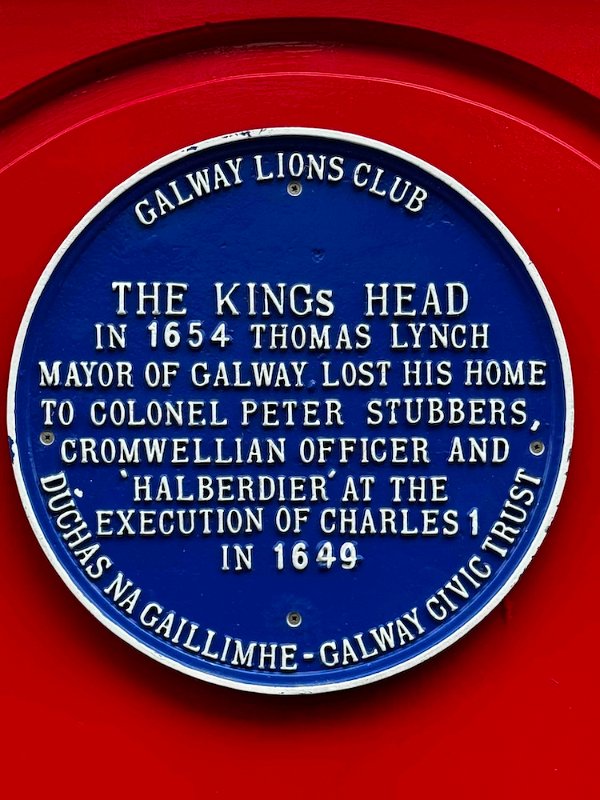 GALWAY LIONS CLUB
THE KINGs HEAD
IN 1654 THOMAS LYNCH
MAYOR OF GALWAY LOST HIS HOME
TO COLONEL PETER STUBBERS,
CROMWELLIAN OFFICER AND
'HALBERDIER' AT THE
EXECUTION OF CHARLES 1
IN 1649
DÚCHAS NA GAILLIMHE - GALWAY CIVIC TRUST